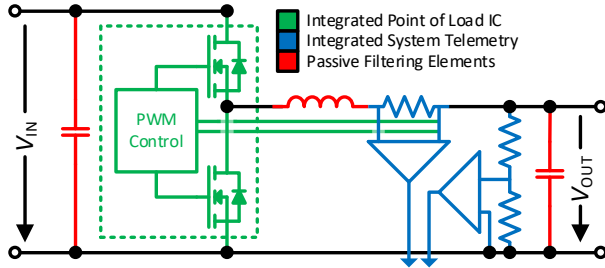 Integrated Point of Load IC
Integrated System Telemetry
Passive Filtering Elements
PWM
Control
VIN
VOUT